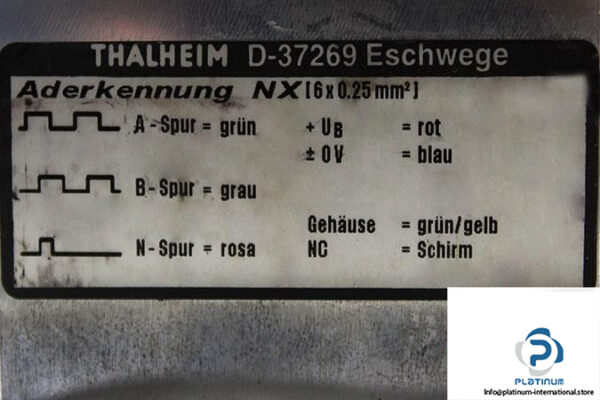 THALHEIM D-37269 Eschwege
Aderkennung NX [6x0.25mm²]
A-Spur = grün
+ UB = rot
± 0V = blau
B-Spur = grau
Gehäuse = grün/gelb
N-Spur = rosa
NC = Schirm
PLATINUM
Info@platinum-international.store